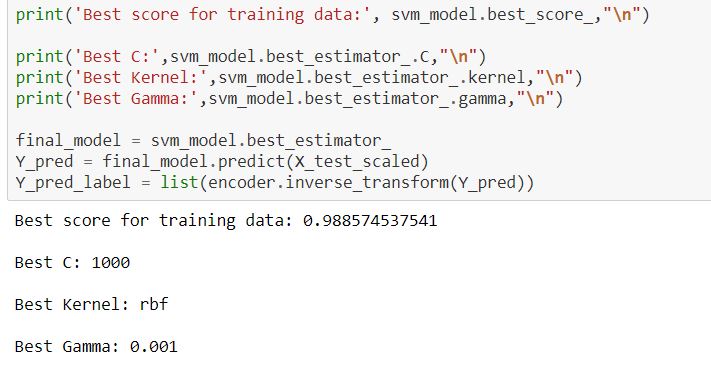 print('Best score for training data:', svm_model.best_score_,"\n")
print('Best C:',svm_model.best_estimator_.C,"\n")
print('Best Kernel:',svm_model.best_estimator_.kernel,"\n")
print('Best Gamma:',svm_model.best_estimator_.gamma,"\n")
final_model = svm_model.best_estimator_
Y_pred = final_model.predict(X_test_scaled)
Y_pred_label = list(encoder.inverse_transform(Y_pred))
Best score for training data: 0.988574537541
Best C: 1000
Best Kernel: rbf
Best Gamma: 0.001